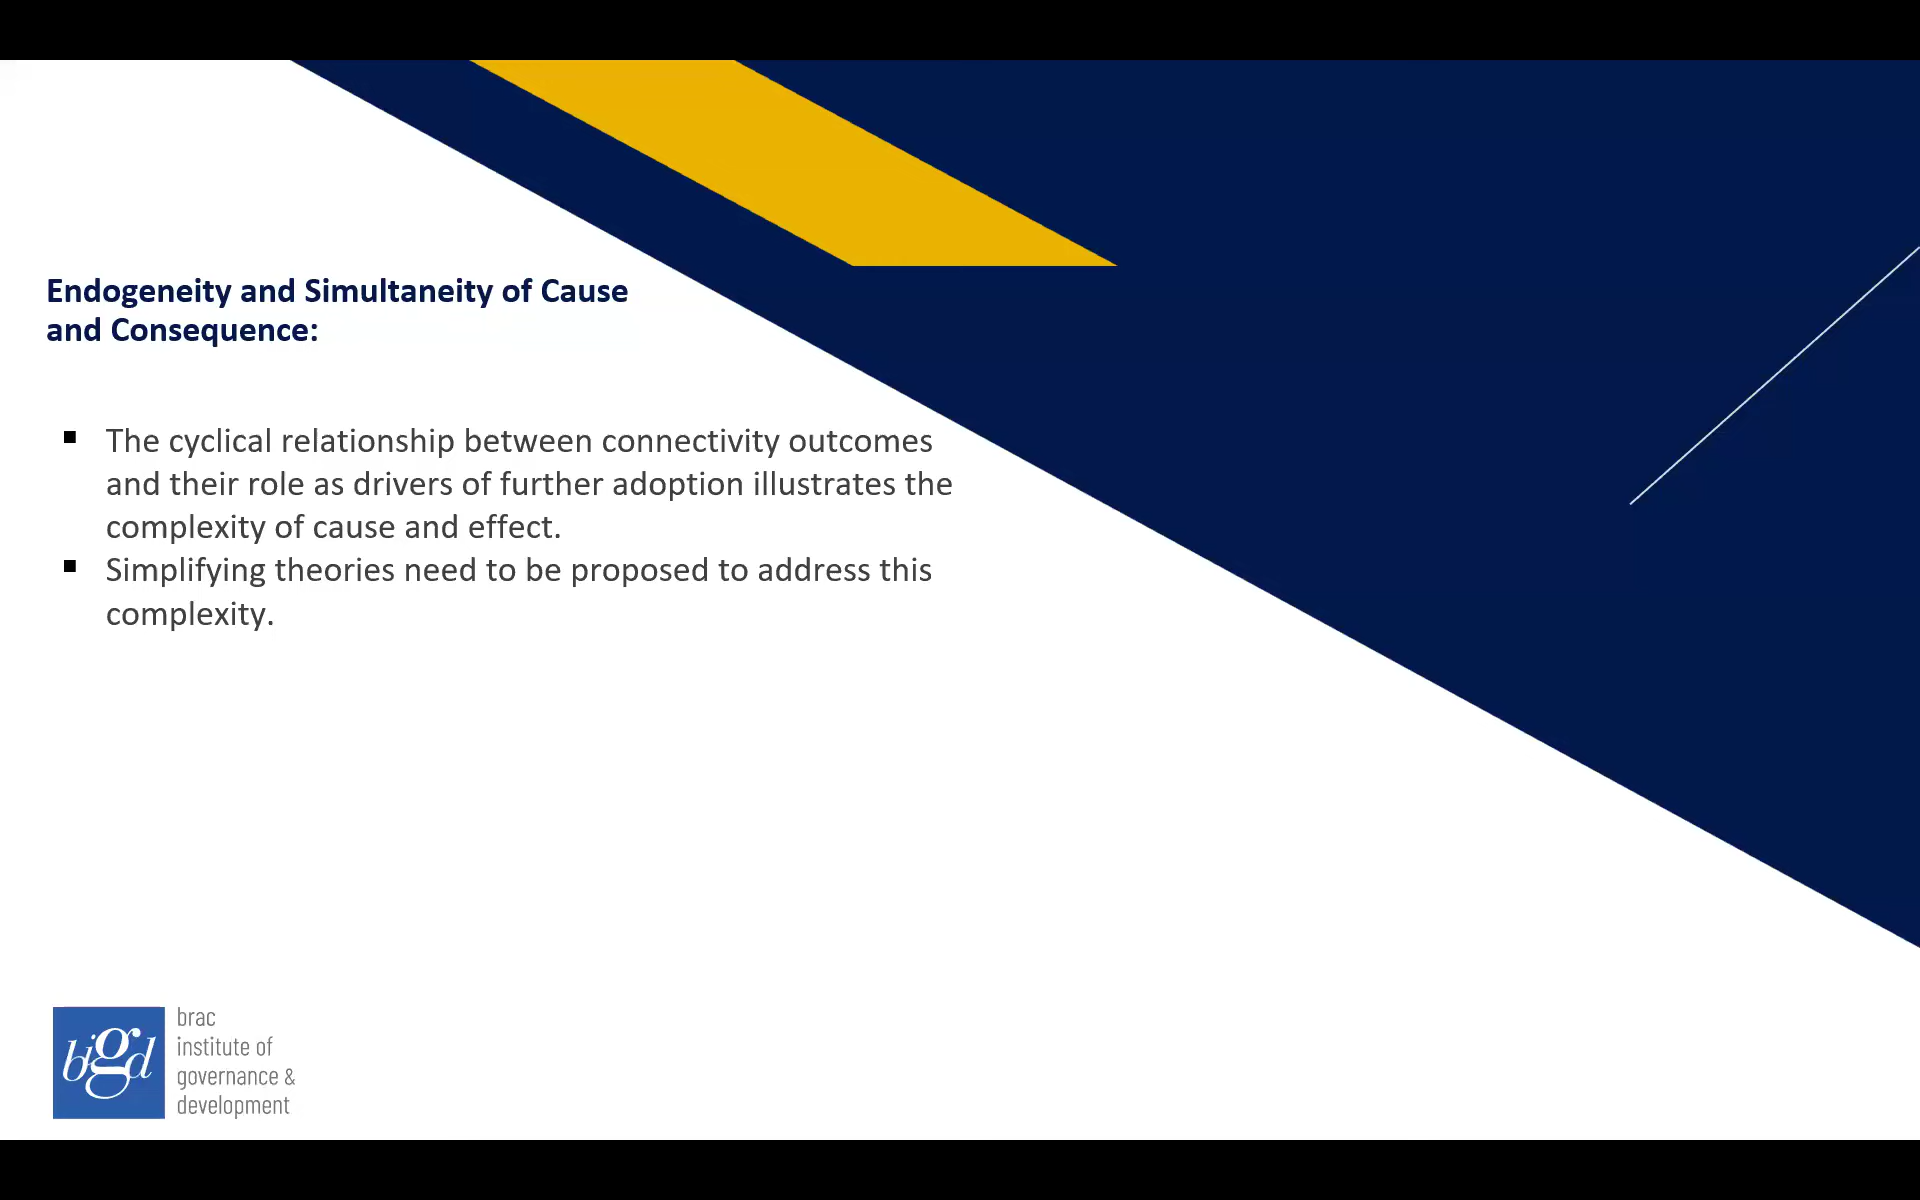 Endogeneity and Simultaneity of Cause
and Consequence:
▪ The cyclical relationship between connectivity outcomes
and their role as drivers of further adoption illustrates the
complexity of cause and effect.
▪ Simplifying theories need to be proposed to address this
complexity.
bigd
brac
institute of
governance &
development